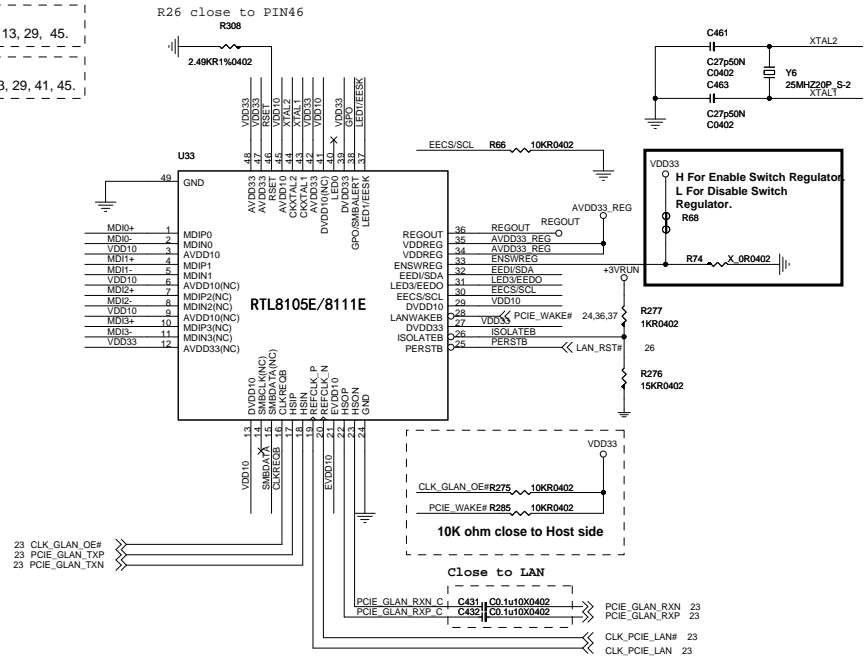 13, 29, 45.
29, 41, 45.
R26 close to PIN46
R308
2.49KR1%0402
C461
C27p50N
C0402
C463
C27p50N
C0402
XTAL2
Y6
25MHZ20P_S-2
XTAL1
VDD33
VDD33
RSET
VDD10
XTAL2
XTAL1
VDD33
VDD10
VDD33
GPO
LED1/EESK
48
47
46
45
44
43
42
41
40
39
38
37
AVDD33
AVDD33
RSET
AVDD10
CKXTAL2
CKXTAL1
AVDD33
DVDD10(NC)
LED0
DVDD33
GPO/SMBALERT
LED1/EESK
U33
49 GND
EECS/SCL R66 10KR0402
VDD33
H For Enable Switch Regulator.
L For Disable Switch
Regulator.
R68
R74 X_0R0402
AVDD33_REG
REGOUT
MDI0+ 1 MDIP0
MDI0- 2 MDIN0
VDD10 3 AVDD10
MDI1+ 4 MDIP1
MDI1- 5 MDIN1
VDD10 6 AVDD10(NC)
MDI2+ 7 MDIP2(NC)
MDI2- 8 MDIN2(NC)
VDD10 9 AVDD10(NC)
MDI3+ 10 MDIP3(NC)
MDI3- 11 MDIN3(NC)
VDD33 12 AVDD33(NC)
RTL8105E/8111E
REGOUT 36 REGOUT
VDDREG 35 AVDD33_REG
VDDREG 34 AVDD33_REG
ENSWREG 33 ENSWREG
EEDI/SDA 32 EEDI/SDA
LED3/EEDO 31 LED3/EEDO
EECS/SCL 30 EECS/SCL
DVDD10 29 VDD10
LANWAKEB 28 PCIE_WAKE# 24,36,37
DVDD33 27 VDD33
ISOLATEB 26 ISOLATEB
PERSTB 25 PERSTB
LAN_RST# 26
+3VRUN
R277
1KR0402
R276
15KR0402
DVDD10
SMBCLK(NC)
SMBDATA(NC)
CLKREQB
HSIP
HSIN
REFCLK_P
REFCLK_N
EVDD10
HSOP
HSON
GND
13
14
15
16
17
18
19
20
21
22
23
24
VDD10
SMBDATA
CLKREQB
EVDD10
VDD33
CLK_GLAN_OE# R275 10KR0402
PCIE_WAKE# R285 10KR0402
10K ohm close to Host side
23 CLK_GLAN_OE#
23 PCIE_GLAN_TXP
23 PCIE_GLAN_TXN
Close to LAN
PCIE_GLAN_RXN_C C431 C0.1u10X0402 PCIE_GLAN_RXN 23
PCIE_GLAN_RXP_C C432 C0.1u10X0402 PCIE_GLAN_RXP 23
CLK_PCIE_LAN# 23
CLK_PCIE_LAN 23